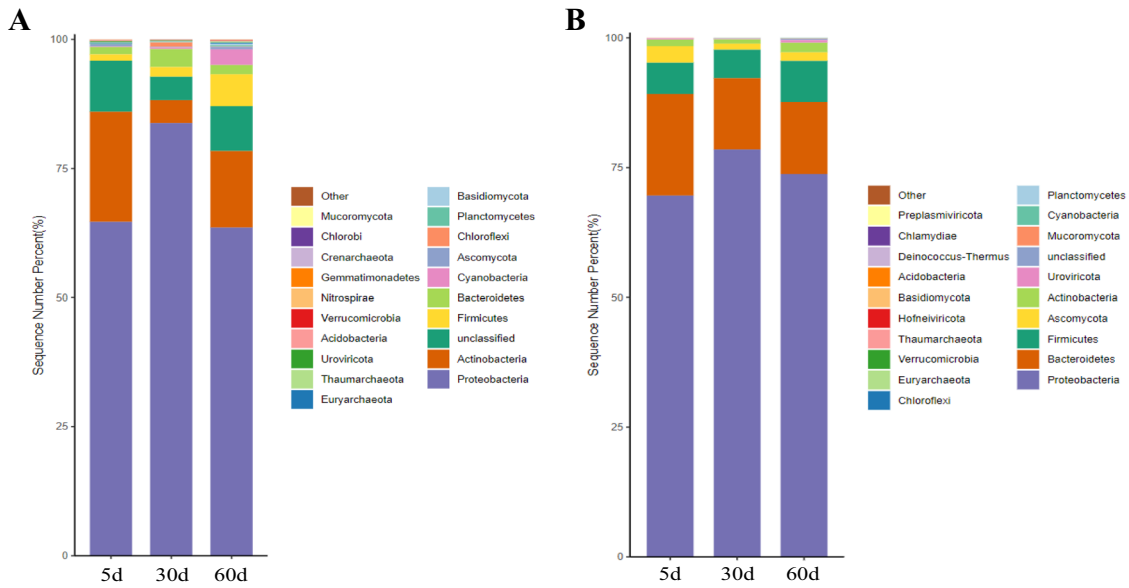 A
Sequence Number Percent(%)
100
75
50
25
0
5d 30d 60d
Other
Mucoromycota
Chlorobi
Crenarchaeota
Gemmatimonadetes
Nitrospirae
Verrucomicrobia
Acidobacteria
Uroviricota
Thaumarchaeota
Euryarchaeota
Basidiomycota
Planctomycetes
Chloroflexi
Ascomycota
Cyanobacteria
Bacteroidetes
Firmicutes
unclassified
Actinobacteria
Proteobacteria
B
Sequence Number Percent(%)
100
75
50
25
0
5d 30d 60d
Other
Preplasmiviricota
Chlamydiae
Deinococcus-Thermus
Acidobacteria
Basidiomycota
Hofneiviricota
Thaumarchaeota
Verrucomicrobia
Euryarchaeota
Chloroflexi
Planctomycetes
Cyanobacteria
Mucoromycota
unclassified
Uroviricota
Actinobacteria
Ascomycota
Firmicutes
Bacteroidetes
Proteobacteria